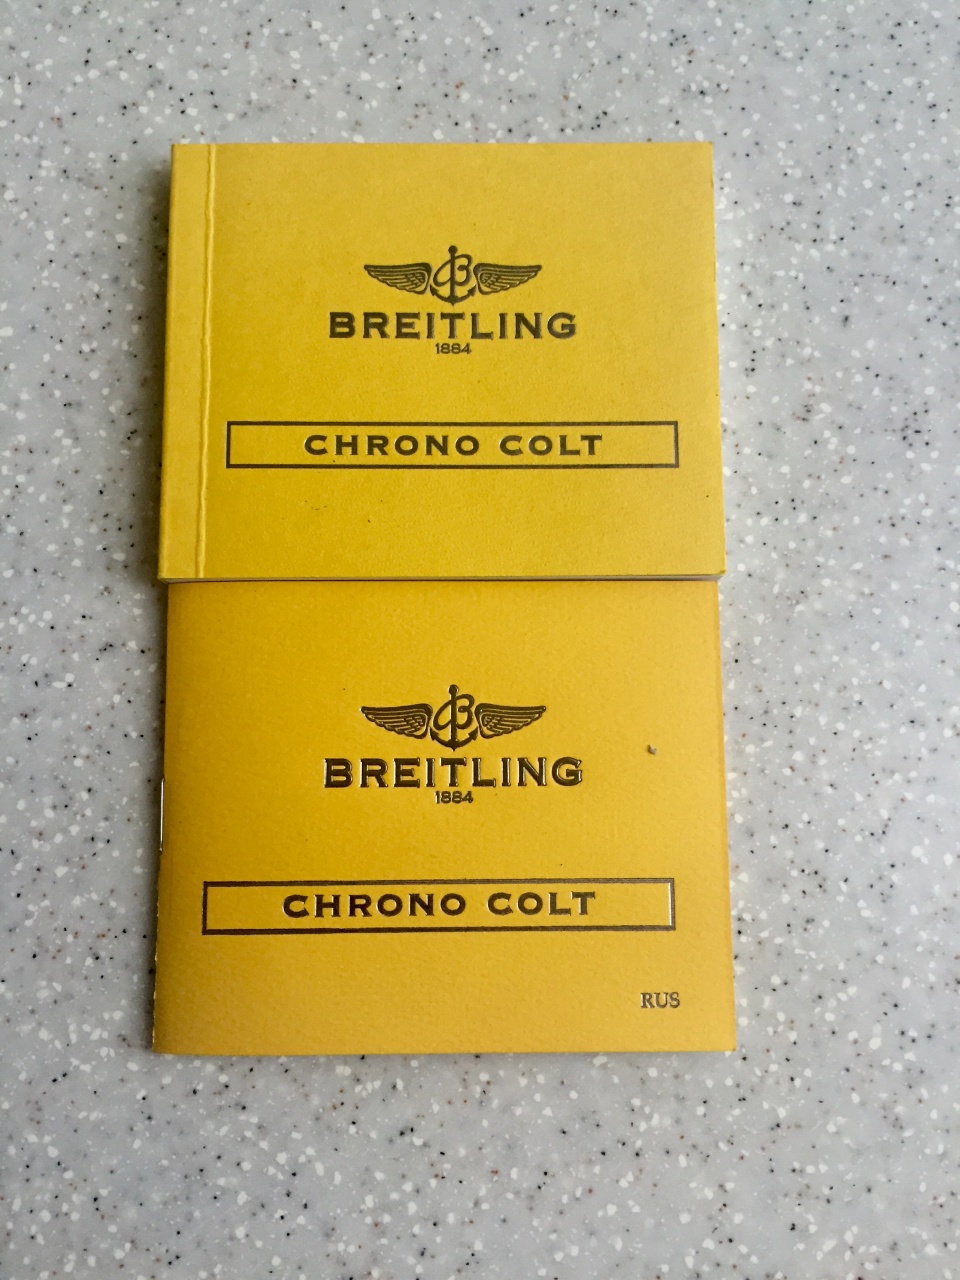 BREITLING
1884
CHRONO COLT
BREITLING
1884
CHRONO COLT
RUS